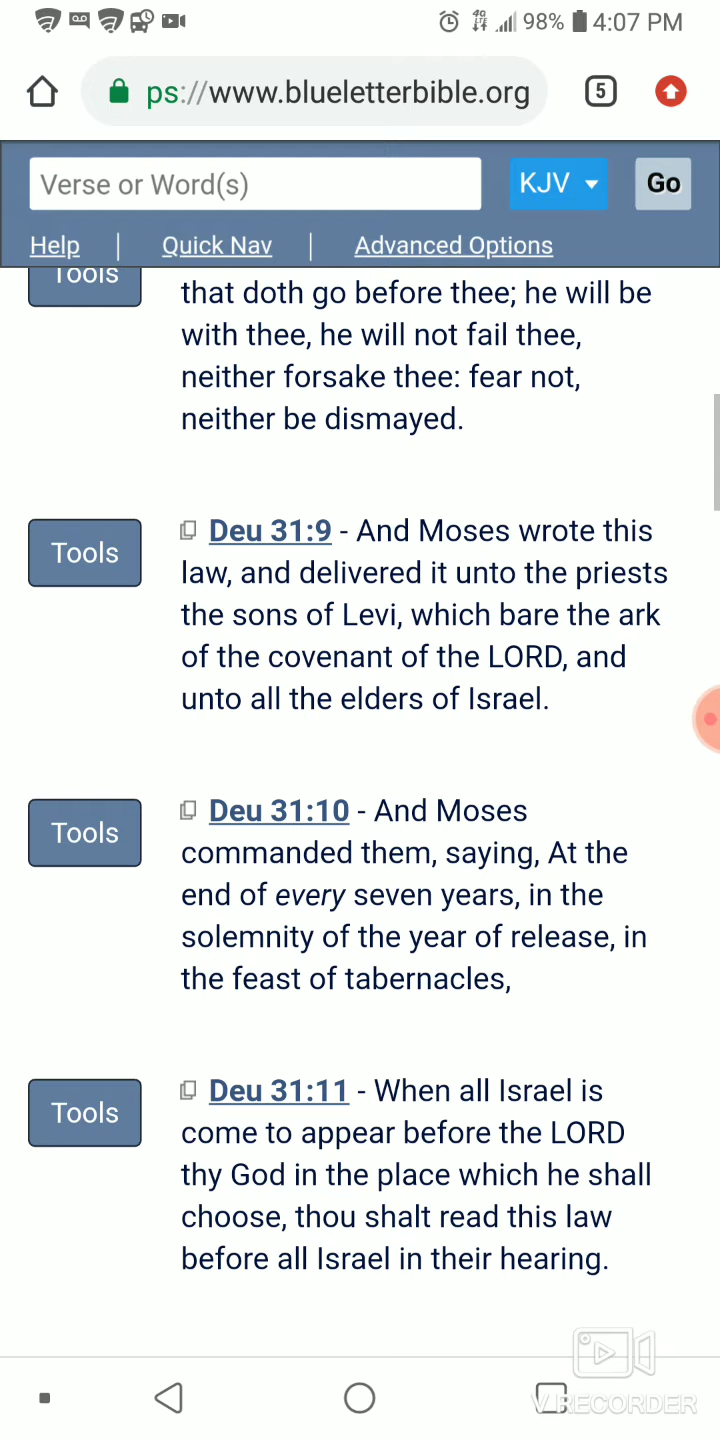 98% 4:07 PM
ps://www.blueletterbible.org 5
Verse or Word(s) KJV Go
Help | Quick Nav | Advanced Options
Tools
that doth go before thee; he will be
with thee, he will not fail thee,
neither forsake thee: fear not,
neither be dismayed.
Tools
Deu 31:9 - And Moses wrote this
law, and delivered it unto the priests
the sons of Levi, which bare the ark
of the covenant of the LORD, and
unto all the elders of Israel.
Tools
Deu 31:10 - And Moses
commanded them, saying, At the
end of every seven years, in the
solemnity of the year of release, in
the feast of tabernacles,
Tools
Deu 31:11 - When all Israel is
come to appear before the LORD
thy God in the place which he shall
choose, thou shalt read this law
before all Israel in their hearing.
V.RECORDER